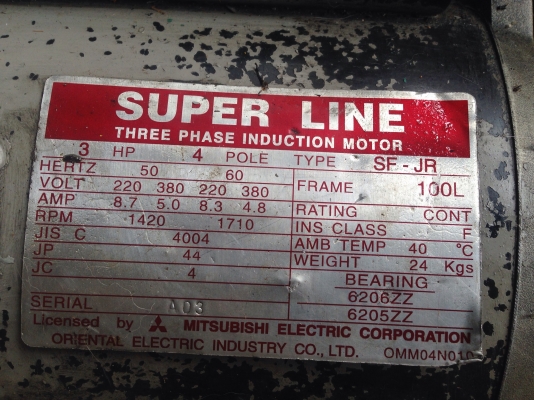 SUPER LINE
THREE PHASE INDUCTION MOTOR
3 HP 4 POLE TYPE SF-JR
HERTZ 50 60
VOLT 220 380 220 380
FRAME 100L
AMP 8.7 5.0 8.3 4.8
RPM 1420 1710
RATING CONT
JIS C 4004
INS CLASS F
JP 44
AMB TEMP 40 °C
JC 4
WEIGHT 24 Kgs
BEARING
6206ZZ
SERIAL A03
6205ZZ
Licensed by MITSUBISHI ELECTRIC CORPORATION
ORIENTAL ELECTRIC INDUSTRY CO., LTD. OMM04N010